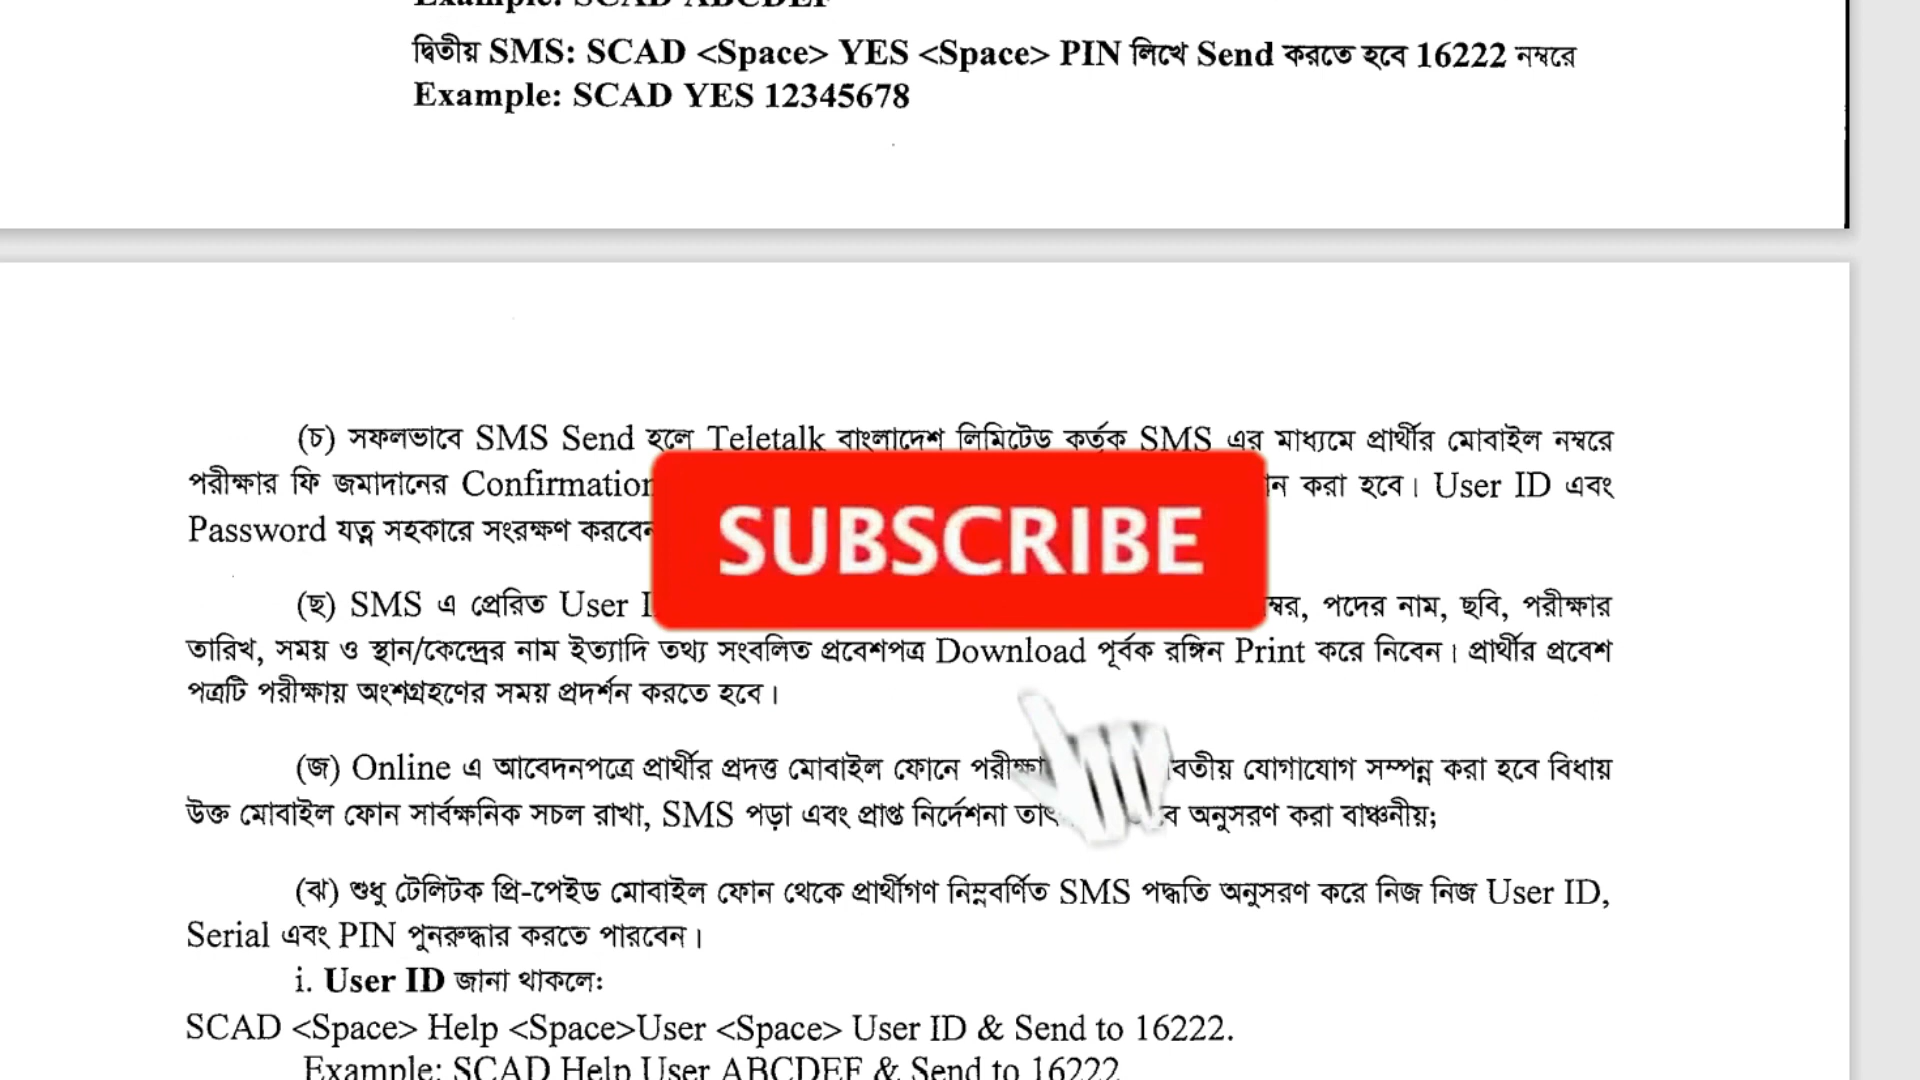 Example: SCAD ABCDEF
দ্বিতীয় SMS: SCAD <Space> YES <Space> PIN লিখে Send করতে হবে 16222 নম্বরে
Example: SCAD YES 12345678
(চ) সফলভাবে SMS Send হলে Teletalk বাংলাদেশ লিমিটেড কর্তৃক SMS এর মাধ্যমে প্রার্থীর মোবাইল নম্বরে
পরীক্ষার ফি জমাদানের Confirmation করা হবে। User ID এবং
Password যত্ন সহকারে সংরক্ষণ করবেন
SUBSCRIBE
(ছ) SMS এ প্রেরিত User পদের নাম, ছবি, পরীক্ষার
তারিখ, সময় ও স্থান/কেন্দ্রের নাম ইত্যাদি তথ্য সংবলিত প্রবেশপত্র Download পূর্বক রঙ্গিন Print করে নিবেন। প্রার্থীর প্রবেশ
পত্রটি পরীক্ষায় অংশগ্রহণের সময় প্রদর্শন করতে হবে।
(জ) Online এ আবেদনপত্রে প্রার্থীর প্রদত্ত মোবাইল ফোনে যোগাযোগ সম্পন্ন করা হবে বিধায়
উক্ত মোবাইল ফোন সার্বক্ষনিক সচল রাখা, SMS পড়া এবং প্রাপ্ত নির্দেশনা অনুসরণ করা বাঞ্চনীয়;
(ঝ) শুধু টেলিটক প্রি-পেইড মোবাইল ফোন থেকে প্রার্থীগণ নিম্নবর্ণিত SMS পদ্ধতি অনুসরণ করে নিজ নিজ User ID,
Serial এবং PIN পুনরুদ্ধার করতে পারবেন।
i. User ID জানা থাকলে:
SCAD <Space> Help <Space>User <Space> User ID & Send to 16222.
Example: SCAD Help User ABCDEF & Send to 16222